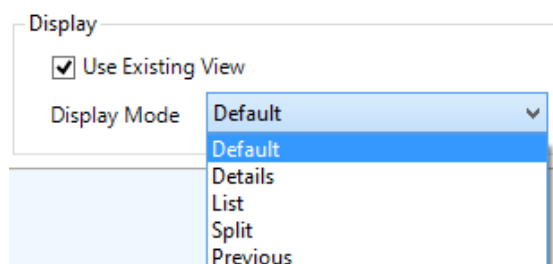 Display
Use Existing View
Display Mode Default
Default
Details
List
Split
Previous